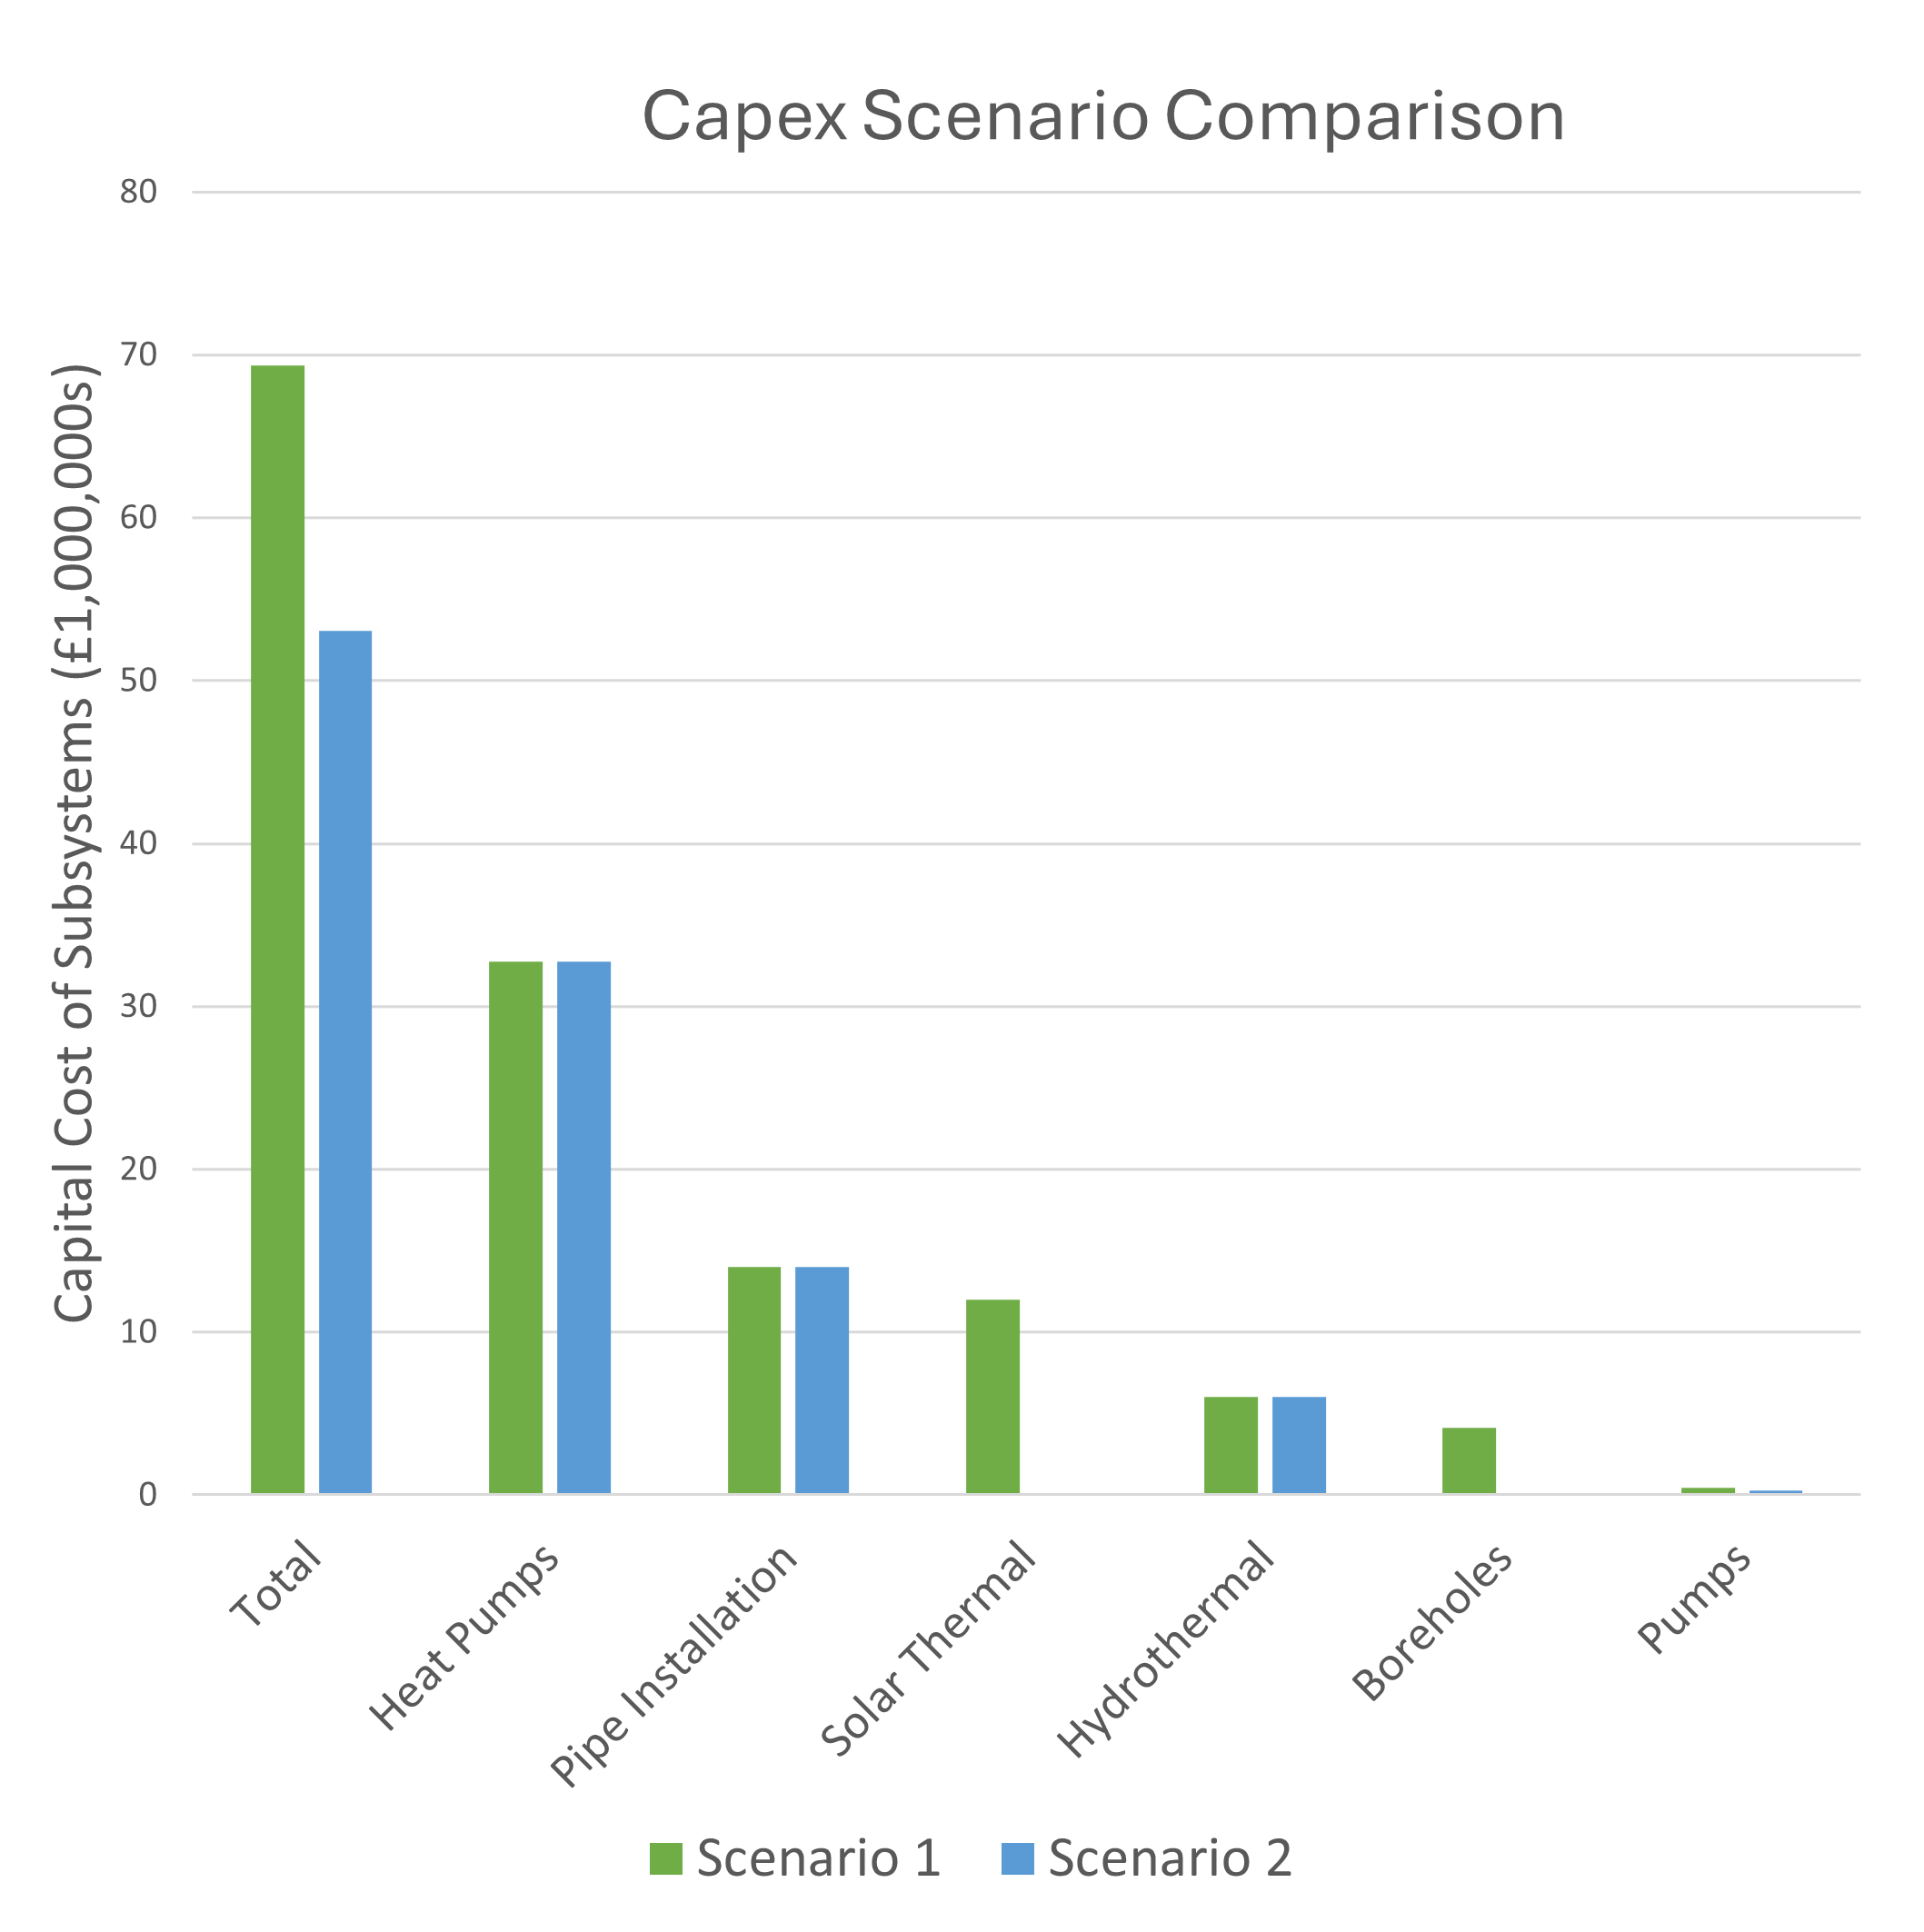 Capex Scenario Comparison
Capital Cost of Subsystems (£1,000,000s)
80
70
60
50
40
30
20
10
0
Total
Heat Pumps
Pipe Installation
Solar Thermal
Hydrothermal
Boreholes
Pumps
Scenario 1
Scenario 2